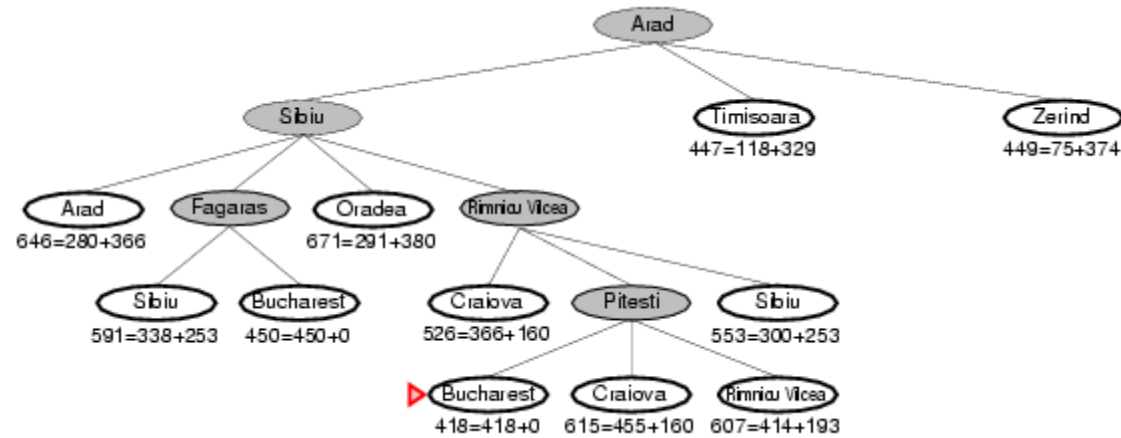 Arad
Sibiu
Timisoara
Zerind
447=118+329
449=75+374
Arad
Fagaras
Oradea
Rimnicu Vilcea
646=280+366
671=291+380
Sibiu
Bucharest
Craiova
Pitesti
Sibiu
591=338+253
450=450+0
526=366+160
553=300+253
Bucharest
Craiova
Rimnicu Vilcea
418=418+0
615=455+160
607=414+193